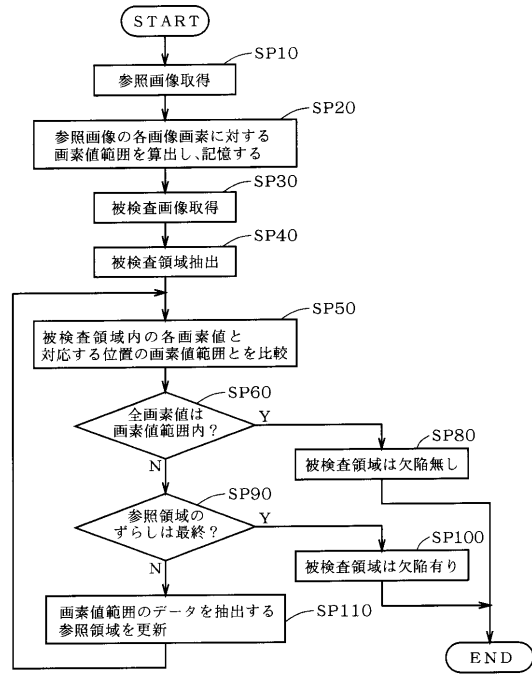 START
SP10
参照画像取得
SP20
参照画像の各画像画素に対する
画素値範囲を算出し、記憶する
SP30
被検査画像取得
SP40
被検査領域抽出
SP50
被検査領域内の各画素値と
対応する位置の画素値範囲とを比較
SP60
全画素値は
画素値範囲内？
Y
N
SP80
被検査領域は欠陥無し
SP90
参照領域の
ずらしは最終？
Y
N
SP100
被検査領域は欠陥有り
画素値範囲のデータを抽出する
参照領域を更新
SP110
END